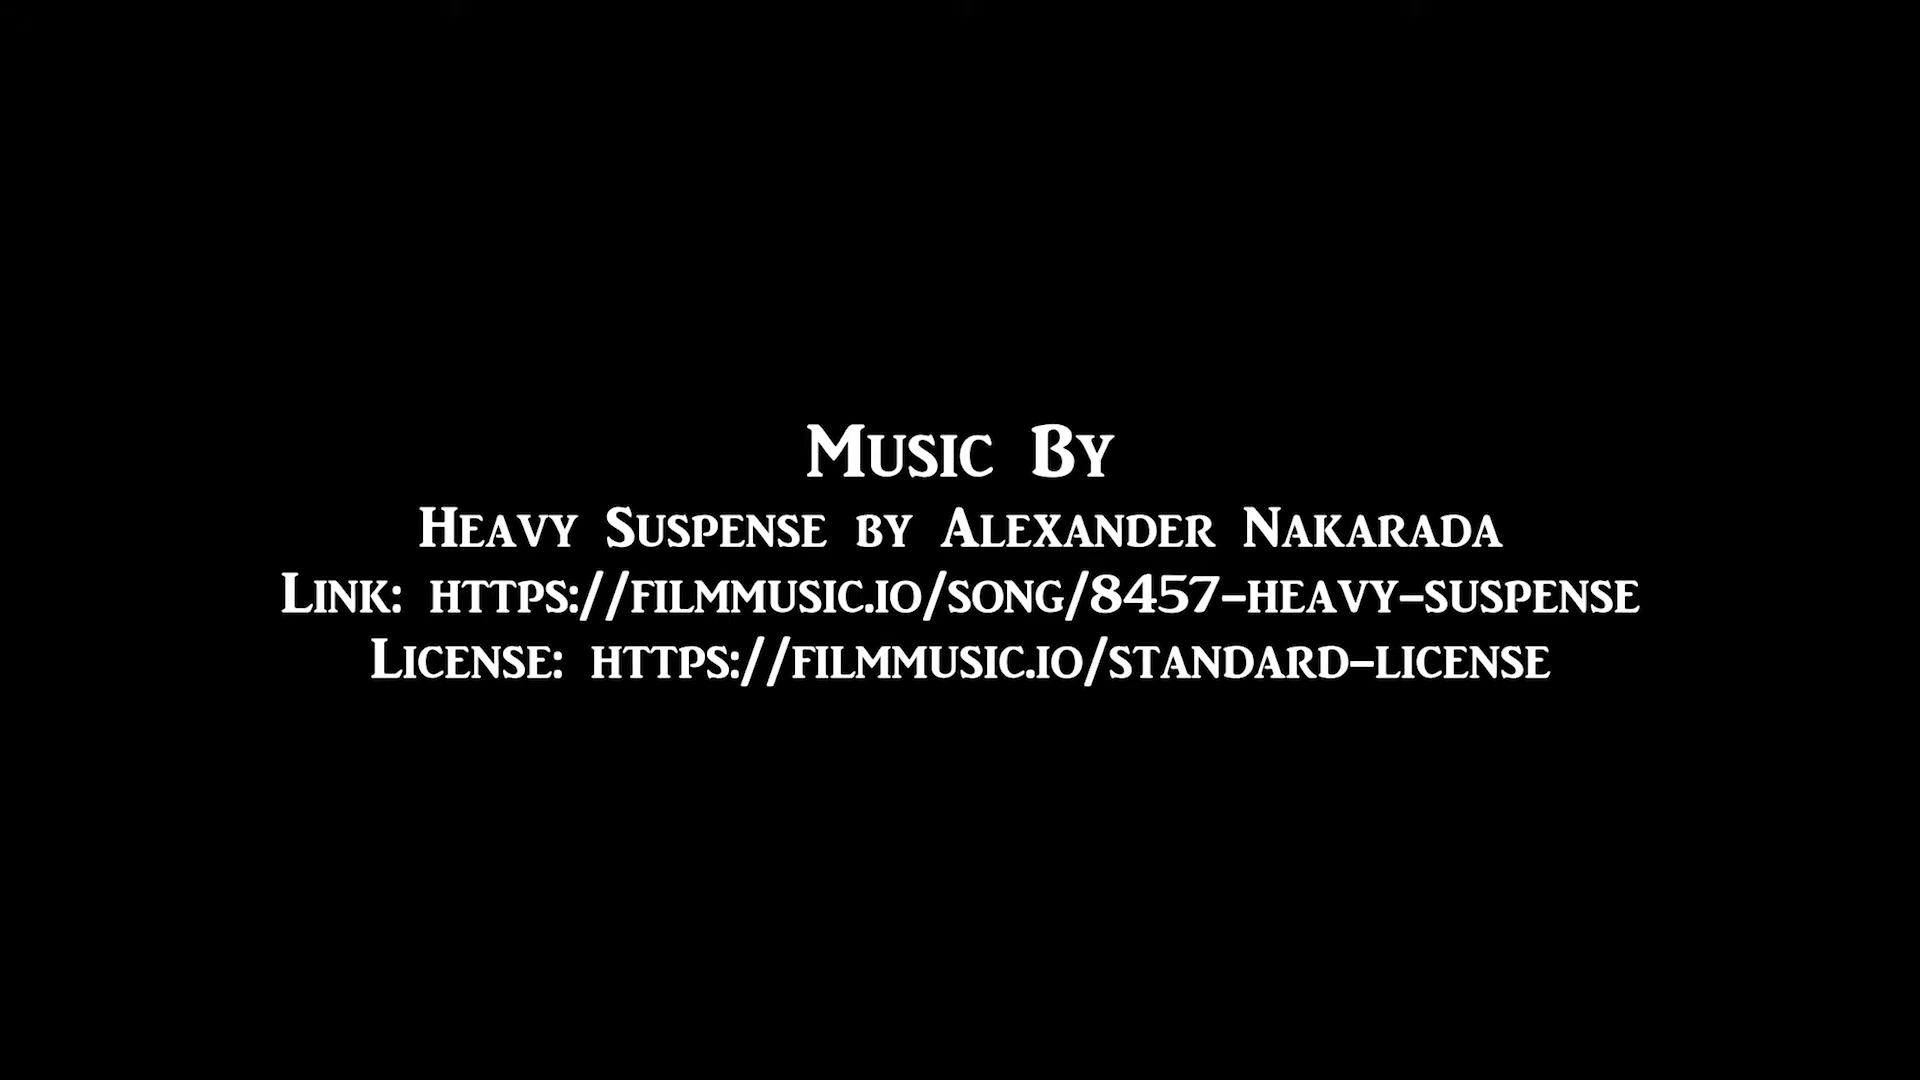 Music By
Heavy Suspense by Alexander Nakarada
Link: https://filmmusic.io/song/8457-heavy-suspense
License: https://filmmusic.io/standard-license